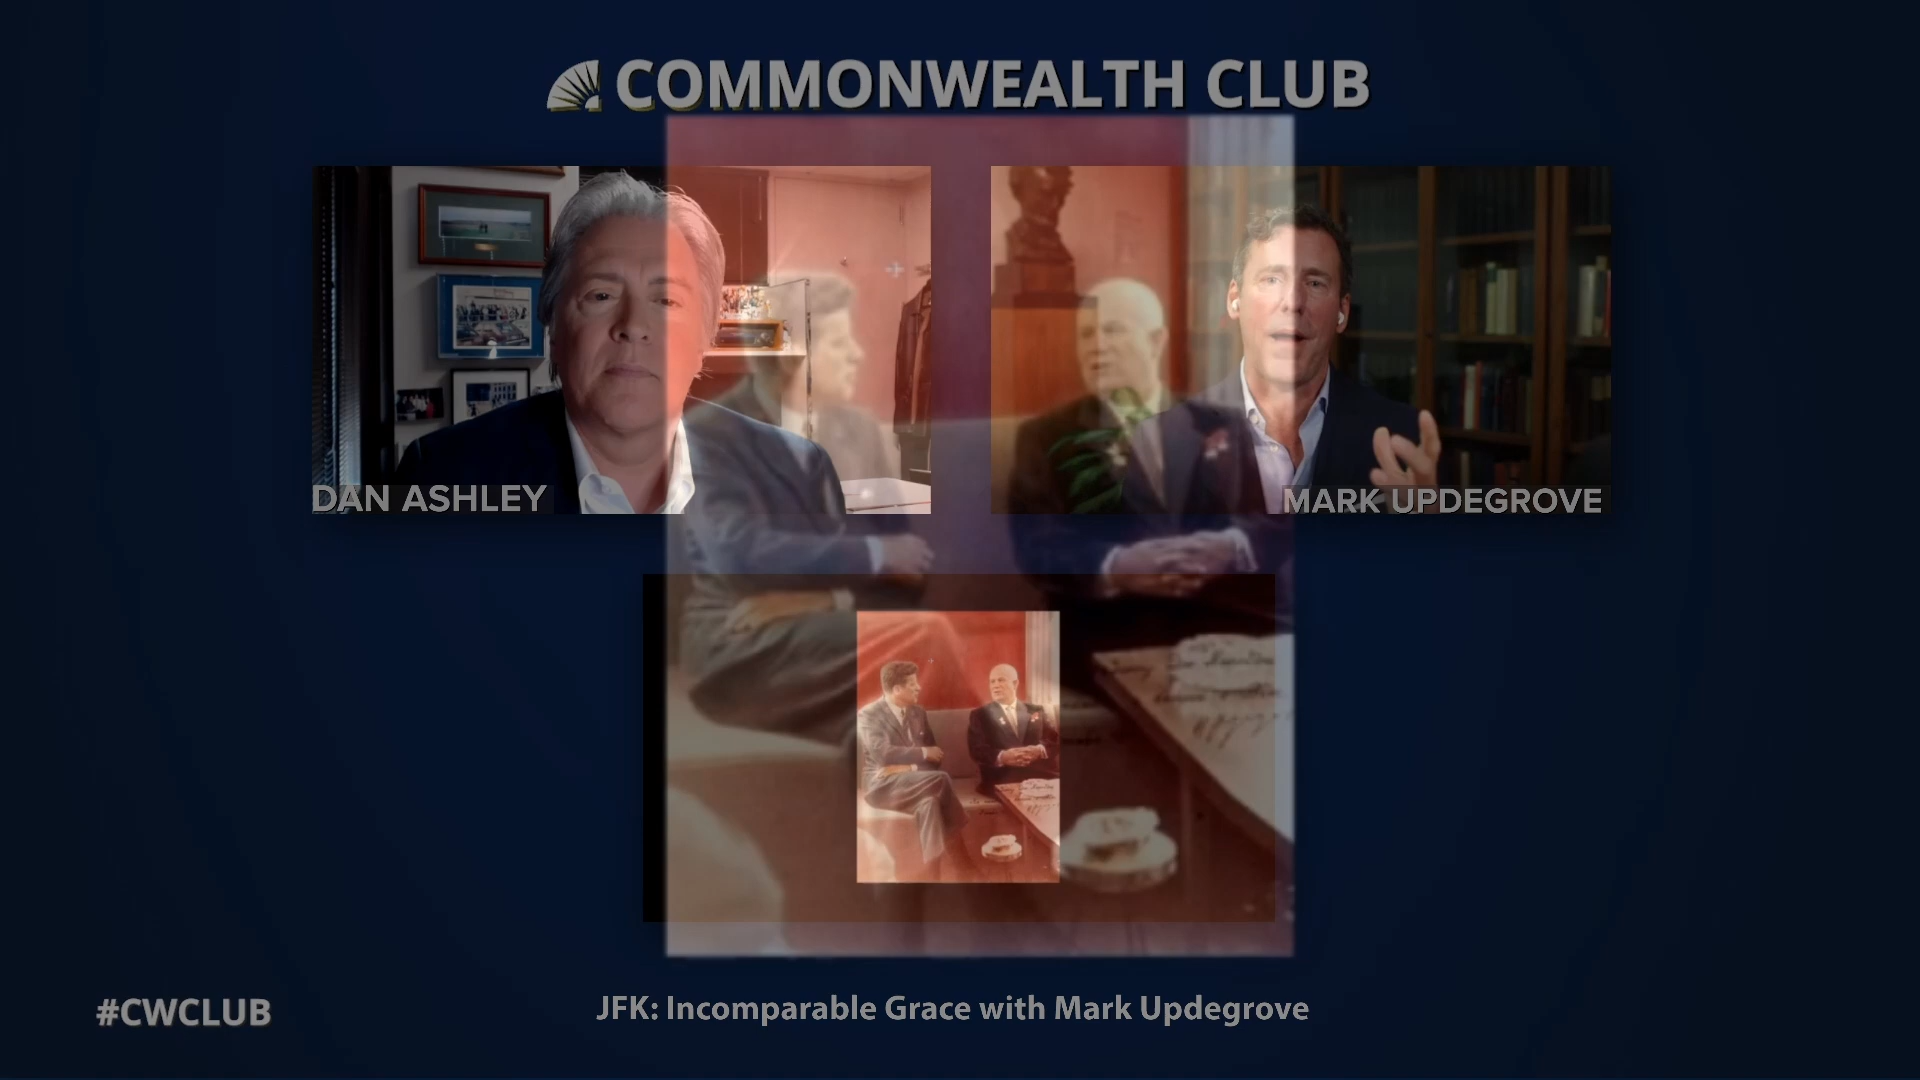 COMMONWEALTH CLUB
DAN ASHLEY
MARK UPDEGROVE
#CWCLUB
JFK: Incomparable Grace with Mark Updegrove